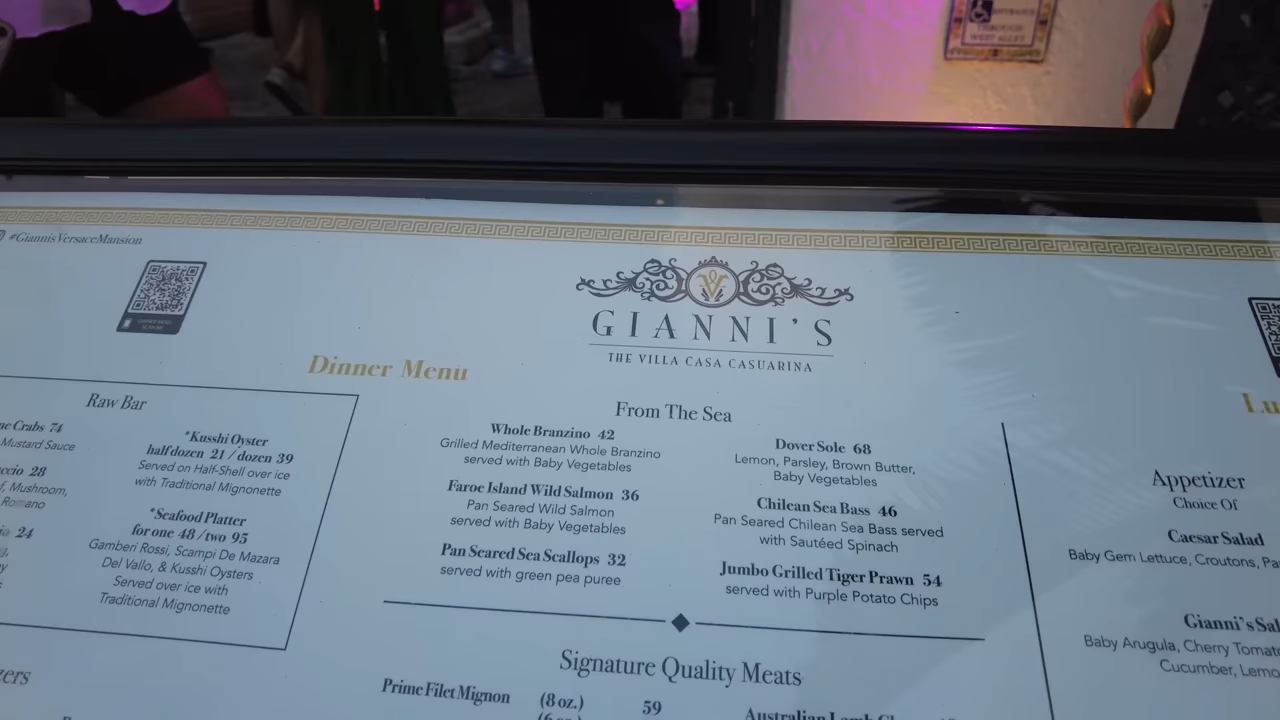 ENTRANCE
THROUGH
WEST ALLEY
#GiannisVersaceMansion
GIANNI'S
THE VILLA CASA CASUARINA
Dinner Menu
Raw Bar
Crabs 74
Mustard Sauce
28
Mushroom,
Romano
24
*Kusshi Oyster
half dozen 21 / dozen 39
Served on Half-Shell over ice
with Traditional Mignonette
*Seafood Platter
for one 48 / two 95
Gamberi Rossi, Scampi De Mazara
Del Vallo, & Kusshi Oysters
Served over ice with
Traditional Mignonette
From The Sea
Whole Branzino 42
Grilled Mediterranean Whole Branzino
served with Baby Vegetables
Faroe Island Wild Salmon 36
Pan Seared Wild Salmon
served with Baby Vegetables
Pan Seared Sea Scallops 32
served with green pea puree
Dover Sole 68
Lemon, Parsley, Brown Butter,
Baby Vegetables
Chilean Sea Bass 46
Pan Seared Chilean Sea Bass served
with Sautéed Spinach
Jumbo Grilled Tiger Prawn 54
served with Purple Potato Chips
Signature Quality Meats
Prime Filet Mignon (8 oz.) 59
Australian Lamb
Appetizer
Choice Of
Caesar Salad
Baby Gem Lettuce, Croutons,
Gianni's
Baby Arugula, Cherry
Cucumber,